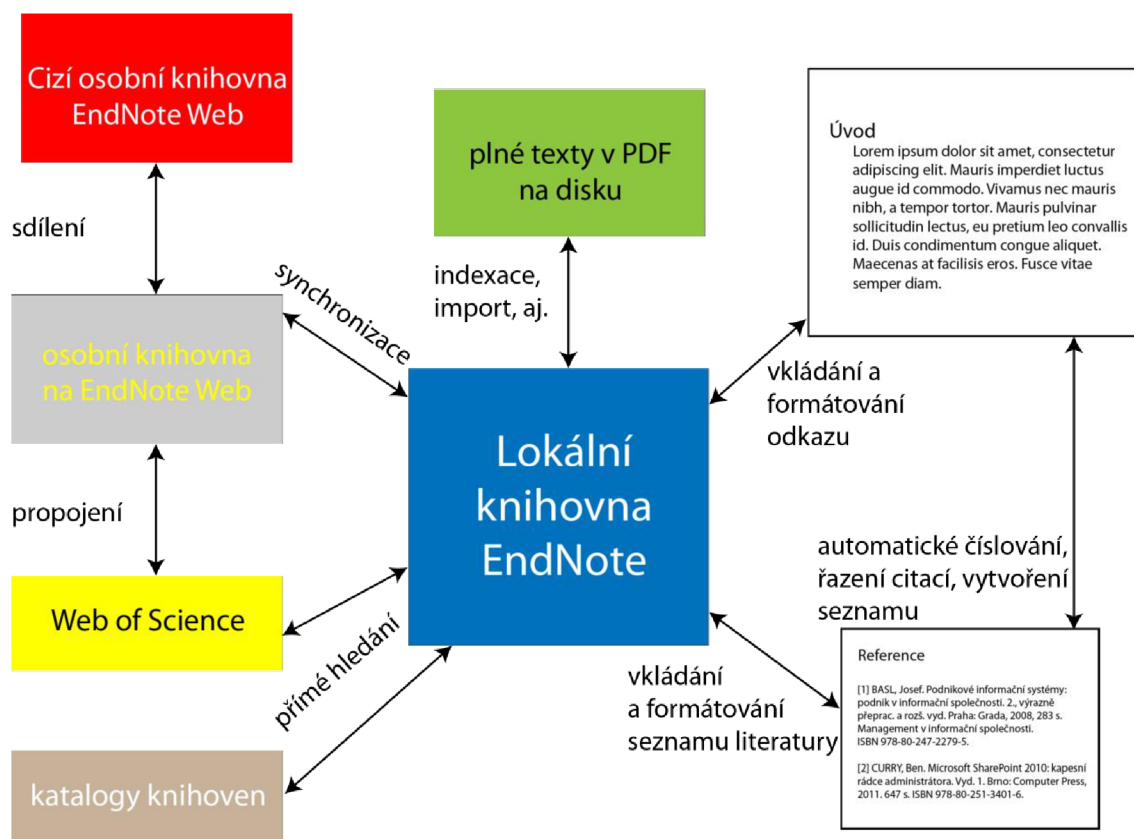 Cizí osobní knihovna
EndNote Web
sdílení
osobní knihovna
na EndNote Web
propojení
Web of Science
katalogy knihoven
synchronizace
přímé hledání
plné texty v PDF
na disku
indexace,
import, aj.
Lokální
knihovna
EndNote
vkládání a
formátování
odkazu
vkládání
a formátování
seznamu literatury
Úvod
Lorem ipsum dolor sit amet, consectetur
adipiscing elit. Mauris imperdiet luctus
augue id commodo. Vivamus nec mauris
nibh, a tempor tortor. Mauris pulvinar
sollicitudin lectus, eu pretium leo convallis
id. Duis condimentum congue aliquet.
Maecenas at facilisis eros. Fusce vitae
semper diam.
automatické číslování,
řazení citací, vytvoření
seznamu
Reference
[1] BASL, Josef. Podnikové informační systémy:
podnik v informační společnosti. 2., výrazně
přeprac. a rozš. vyd. Praha: Grada, 2008, 283 s.
Management v informační společnosti.
ISBN 978-80-247-2279-5.
[2] CURRY, Ben. Microsoft SharePoint 2010: kapesní
rádce administrátora. Vyd. 1. Brno: Computer Press,
2011. 647 s. ISBN 978-80-251-3401-6.